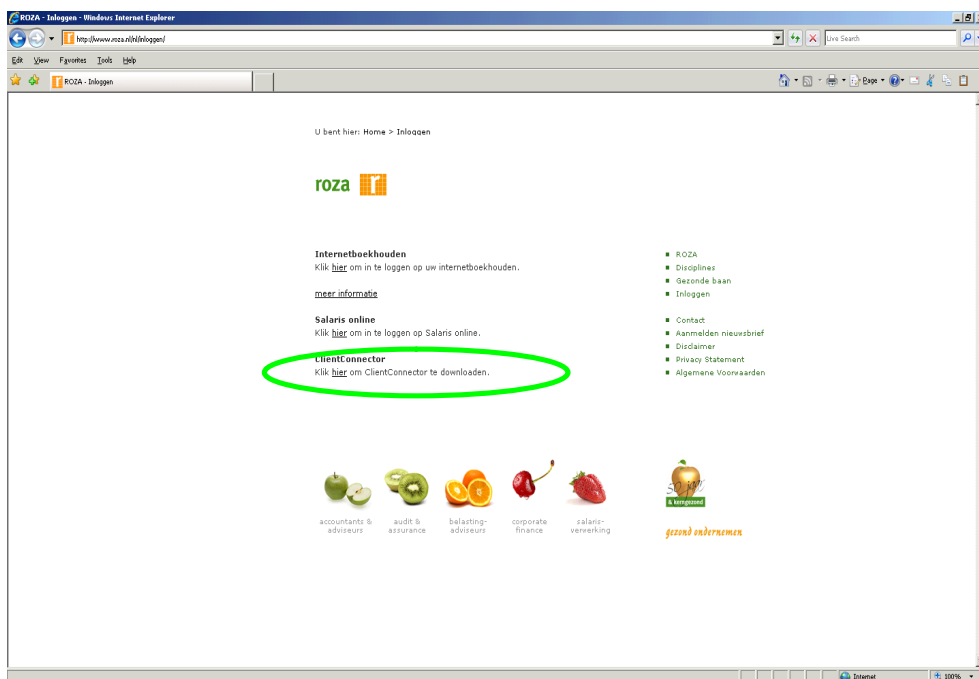 ROZA - Inloggen - Windows Internet Explorer
http://www.roza.nl/nl/inloggen/
Live Search
Edit View Favorites Tools Help
ROZA - Inloggen
Page
U bent hier: Home > Inloggen
roza r
Internetboekhouden
Klik hier om in te loggen op uw internetboekhouden.
meer informatie
Salaris online
Klik hier om in te loggen op Salaris online.
ClientConnector
Klik hier om ClientConnector te downloaden.
ROZA
Disciplines
Gezonde baan
Inloggen
Contact
Aanmelden nieuwsbrief
Disclaimer
Privacy Statement
Algemene Voorwaarden
accountants &
adviseurs
audit &
assurance
belasting-
adviseurs
corporate
finance
salaris-
verwerking
50 jaar
& kerngezond
gezond ondernemen
Internet
100%